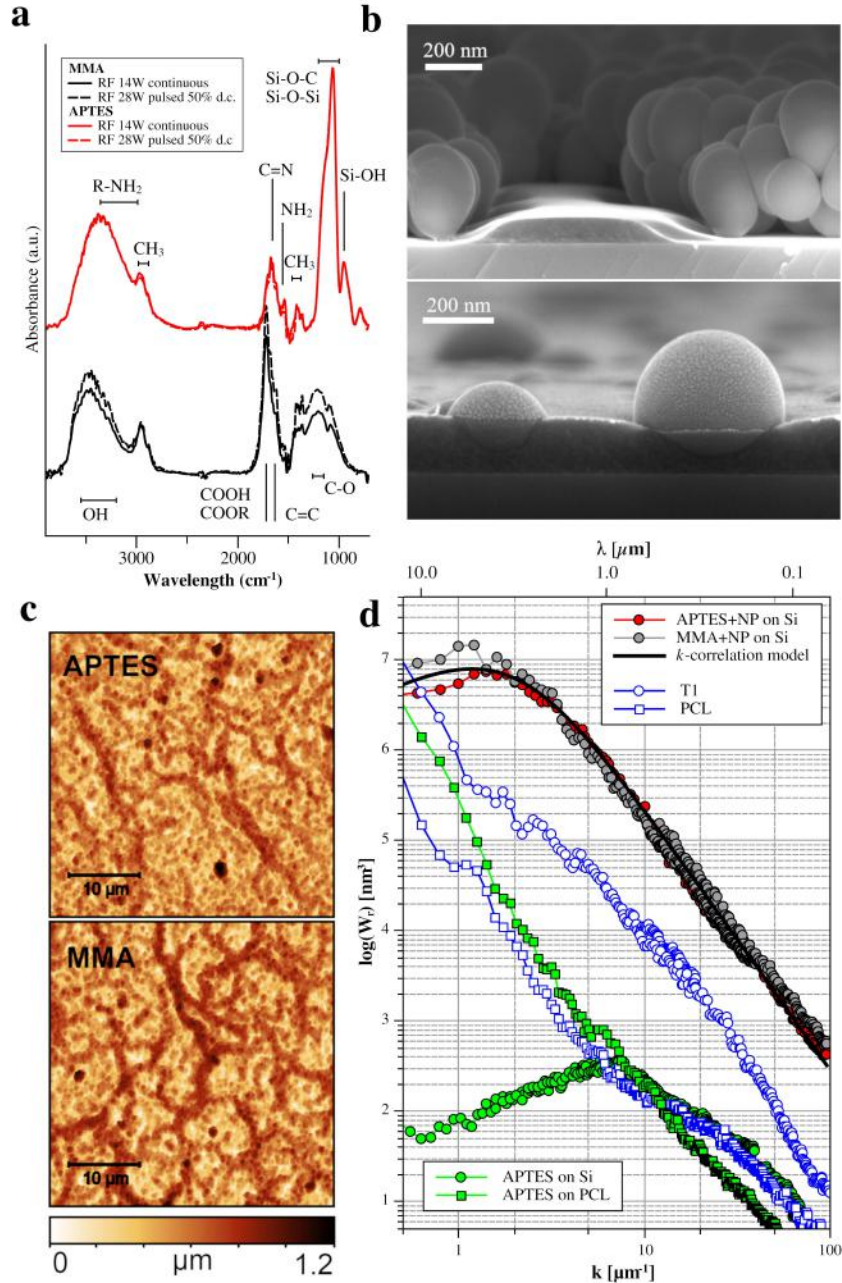 a
MMA
RF 14W continuous
RF 28W pulsed 50% d.c.
APTES
RF 14W continuous
RF 28W pulsed 50% d.c
Si-O-C
Si-O-Si
C=N
Si-OH
R-NH2
NH2
CH3
CH3
Absorbance (a.u.)
COOH
COOR
C=C
C-O
OH
3000
2000
1000
Wavelength (cm-1)
b
200 nm
200 nm
c
APTES
10 µm
MMA
10 µm
0 µm 1.2
d
λ [µm]
10.0 1.0 0.1
APTES+NP on Si
MMA+NP on Si
k-correlation model
T1
PCL
7
6
5
4
3
2
1
log(Wr) [nm3]
APTES on Si
APTES on PCL
1 10 100
k [µm-1]